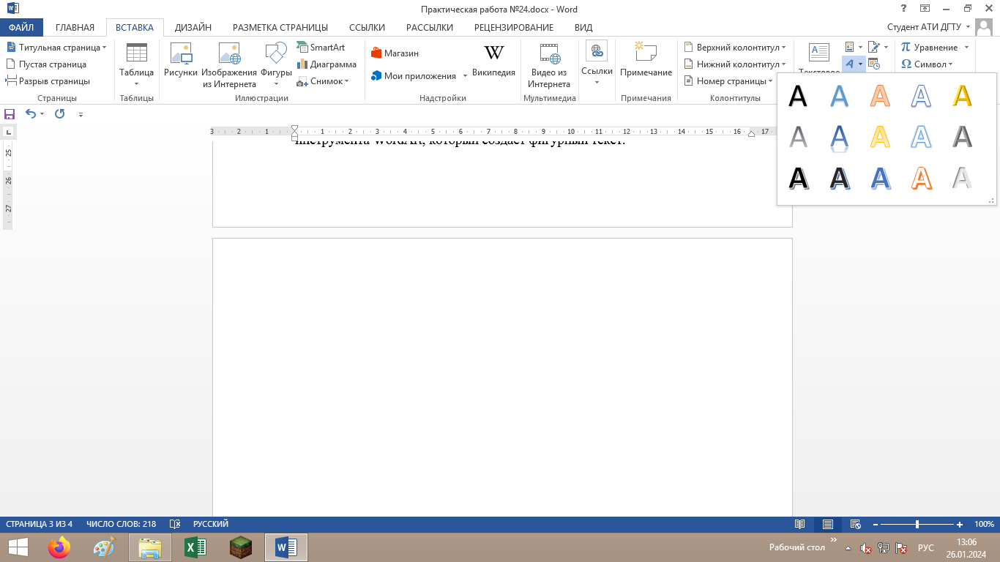 Практическая работа №24.docx - Word
ФАЙЛ ГЛАВНАЯ ВСТАВКА ДИЗАЙН РАЗМЕТКА СТРАНИЦЫ ССЫЛКИ РАССЫЛКИ РЕЦЕНЗИРОВАНИЕ ВИД Студент АТИ ДГТУ
Титульная страница
Пустая страница
Разрыв страницы
Страницы
Таблица
Таблицы
Рисунки
Изображения
из Интернета
Фигуры
SmartArt
Диаграмма
Снимок
Иллюстрации
Магазин
Мои приложения
Википедия
Надстройки
Видео из
Интернета
Мультимедиа
Ссылки
Примечание
Примечания
Верхний колонтитул
Нижний колонтитул
Номер страницы
Колонтитулы
Уравнение
Символ
A A A A A
A A A A A
A A A A A
3 2 1 1 2 3 4 5 6 7 8 9 10 11 12 13 14 15 16 17
25
26
27
инструмента WordArt, который создает фигурный текст.
СТРАНИЦА 3 ИЗ 4 ЧИСЛО СЛОВ: 218 РУССКИЙ 100%
Рабочий стол РУС 13:06
26.01.2024